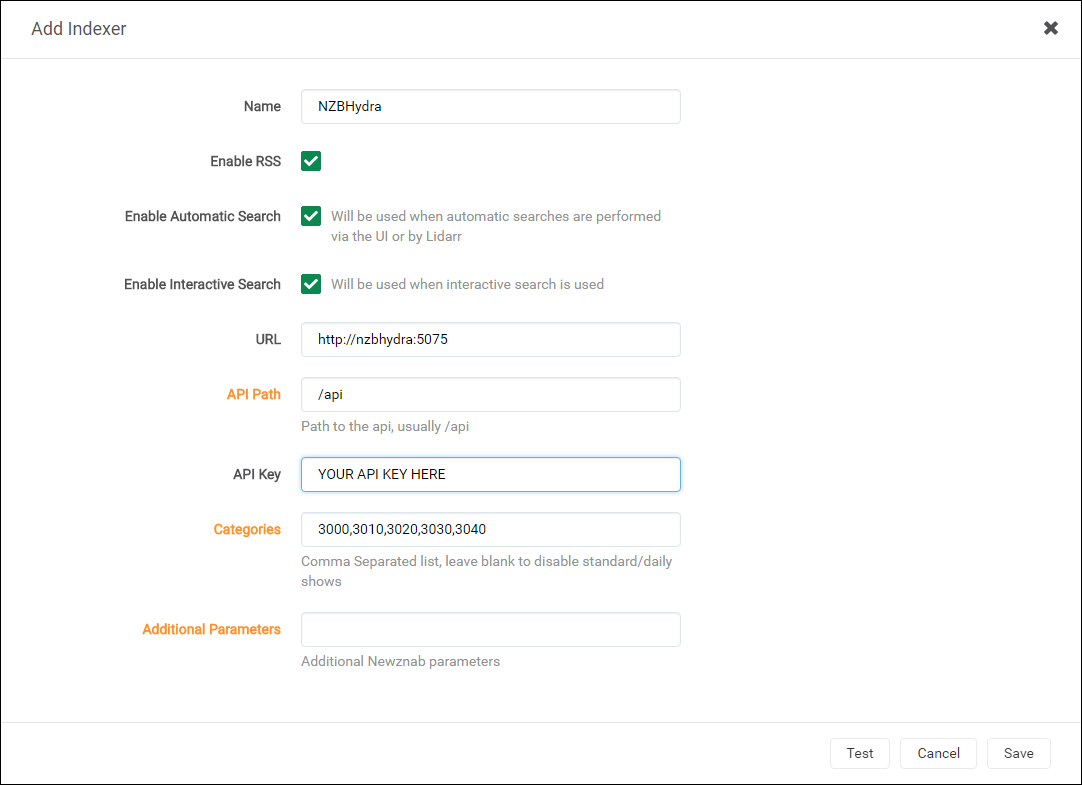 Add Indexer
Name
NZBHydra
Enable RSS
Enable Automatic Search
Will be used when automatic searches are performed
via the UI or by Lidarr
Enable Interactive Search
Will be used when interactive search is used
URL
http://nzbhydra:5075
API Path
/api
Path to the api, usually /api
API Key
YOUR API KEY HERE
Categories
3000,3010,3020,3030,3040
Comma Separated list, leave blank to disable standard/daily
shows
Additional Parameters
Additional Newznab parameters
Test
Cancel
Save